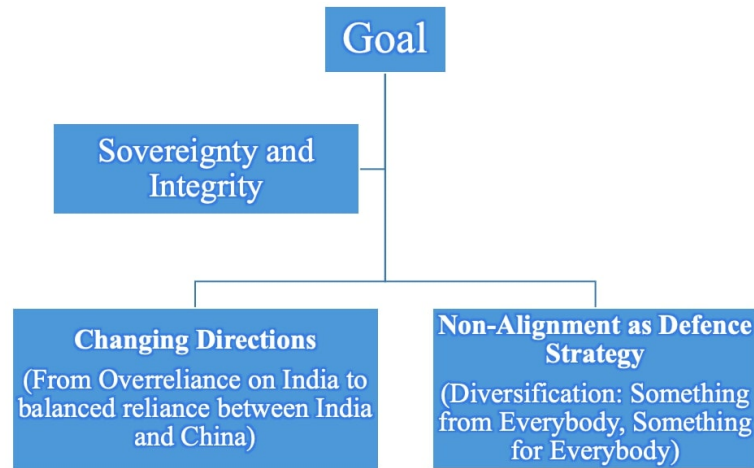 Goal
Sovereignty and
Integrity
Changing Directions
(From Overreliance on India to
balanced reliance between India
and China)
Non-Alignment as Defence
Strategy
(Diversification: Something
from Everybody, Something
for Everybody)